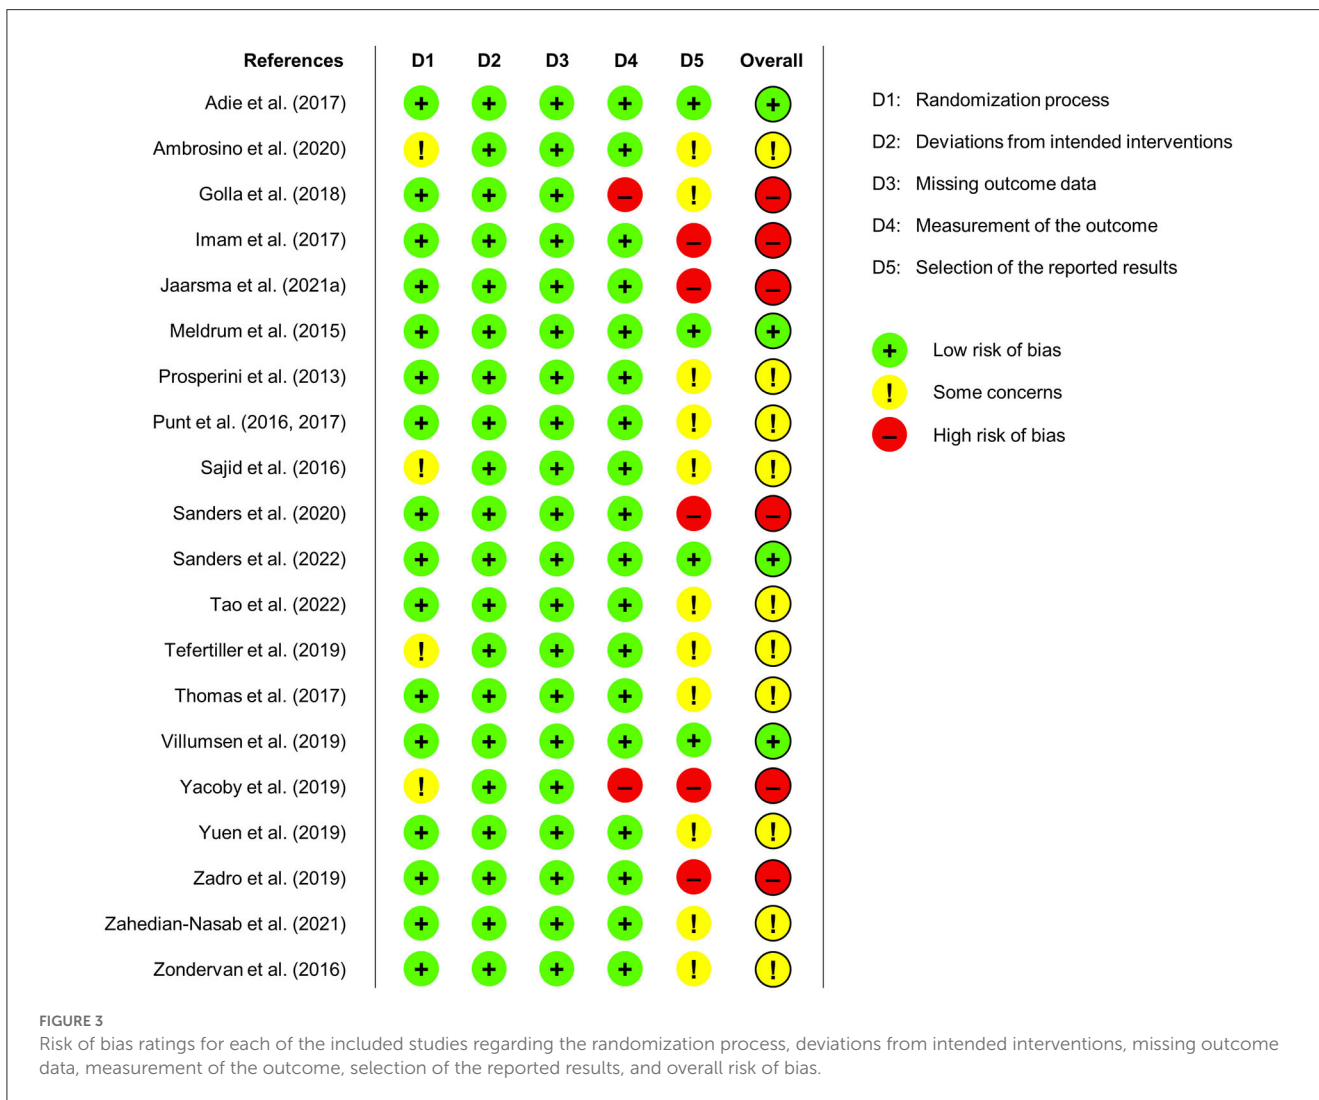 References D1 D2 D3 D4 D5 Overall
Adie et al. (2017) + + + + + +
Ambrosino et al. (2020) ! + + + ! !
Golla et al. (2018) + + + – ! –
Imam et al. (2017) + + + + – –
Jaarsma et al. (2021a) + + + + – –
Meldrum et al. (2015) + + + + + +
Prosperini et al. (2013) + + + + ! !
Punt et al. (2016, 2017) + + + + ! !
Sajid et al. (2016) ! + + + ! !
Sanders et al. (2020) + + + + – –
Sanders et al. (2022) + + + + + +
Tao et al. (2022) + + + + ! !
Tefertiller et al. (2019) ! + + + ! !
Thomas et al. (2017) + + + + ! !
Villumsen et al. (2019) + + + + + +
Yacoby et al. (2019) ! + + – – –
Yuen et al. (2019) + + + + ! !
Zadro et al. (2019) + + + + – –
Zahedian-Nasab et al. (2021) + + + + ! !
Zondervan et al. (2016) + + + + ! !
D1: Randomization process
D2: Deviations from intended interventions
D3: Missing outcome data
D4: Measurement of the outcome
D5: Selection of the reported results
+ Low risk of bias
! Some concerns
– High risk of bias
FIGURE 3
Risk of bias ratings for each of the included studies regarding the randomization process, deviations from intended interventions, missing outcome
data, measurement of the outcome, selection of the reported results, and overall risk of bias.